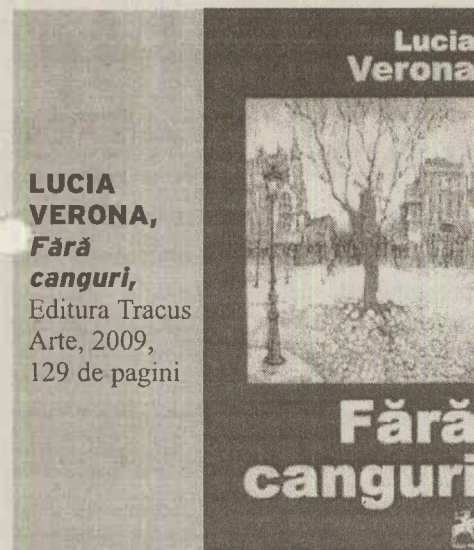 LUCIA
VERONA,
Fără
canguri,
Editura Tracus
Arte, 2009,
129 de pagini
Lucia
Verona
Fără
canguri